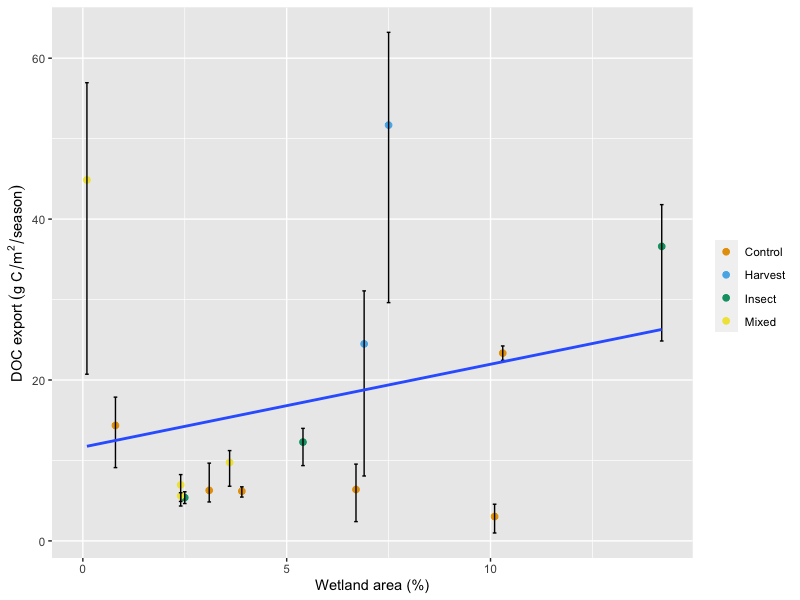 60
40
20
0
0 5 10
DOC export (g C/m²/season)
Wetland area (%)
Control
Harvest
Insect
Mixed